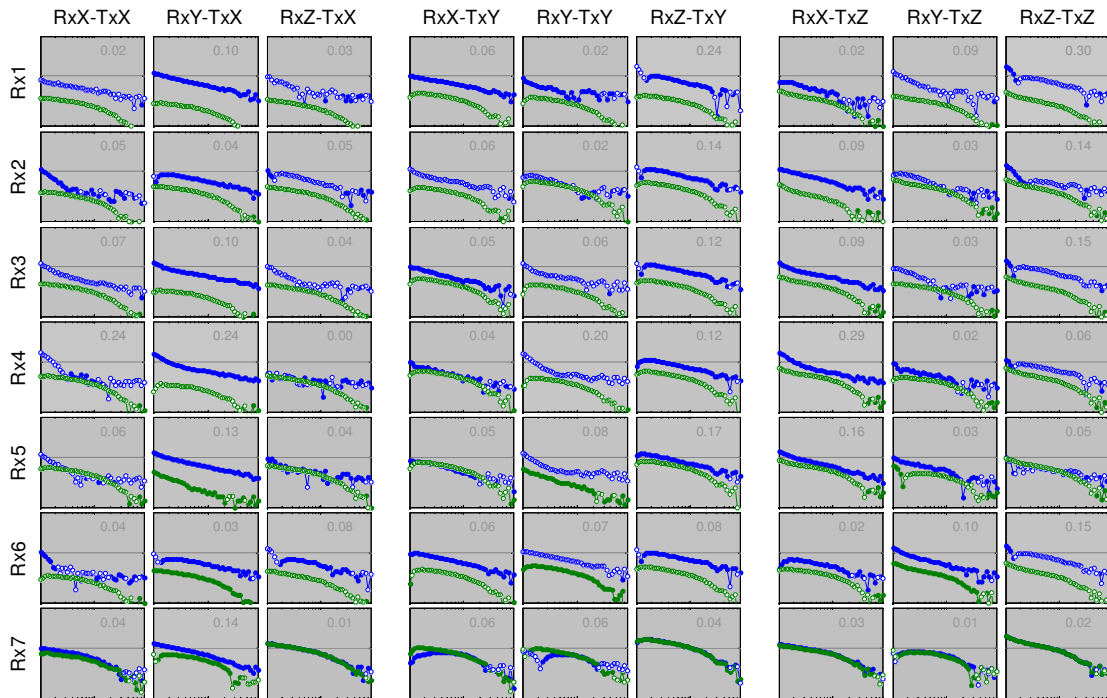 RxX-TxX RxY-TxX RxZ-TxX RxX-TxY RxY-TxY RxZ-TxY RxX-TxZ RxY-TxZ RxZ-TxZ
Rx1 0.02 0.10 0.03 0.06 0.02 0.24 0.02 0.09 0.30
Rx2 0.05 0.04 0.05 0.06 0.02 0.14 0.09 0.03 0.14
Rx3 0.07 0.10 0.04 0.05 0.06 0.12 0.09 0.03 0.15
Rx4 0.24 0.24 0.00 0.04 0.20 0.12 0.29 0.02 0.06
Rx5 0.06 0.13 0.04 0.05 0.08 0.17 0.16 0.03 0.05
Rx6 0.04 0.03 0.08 0.06 0.07 0.08 0.02 0.10 0.15
Rx7 0.04 0.14 0.01 0.06 0.06 0.04 0.03 0.01 0.02